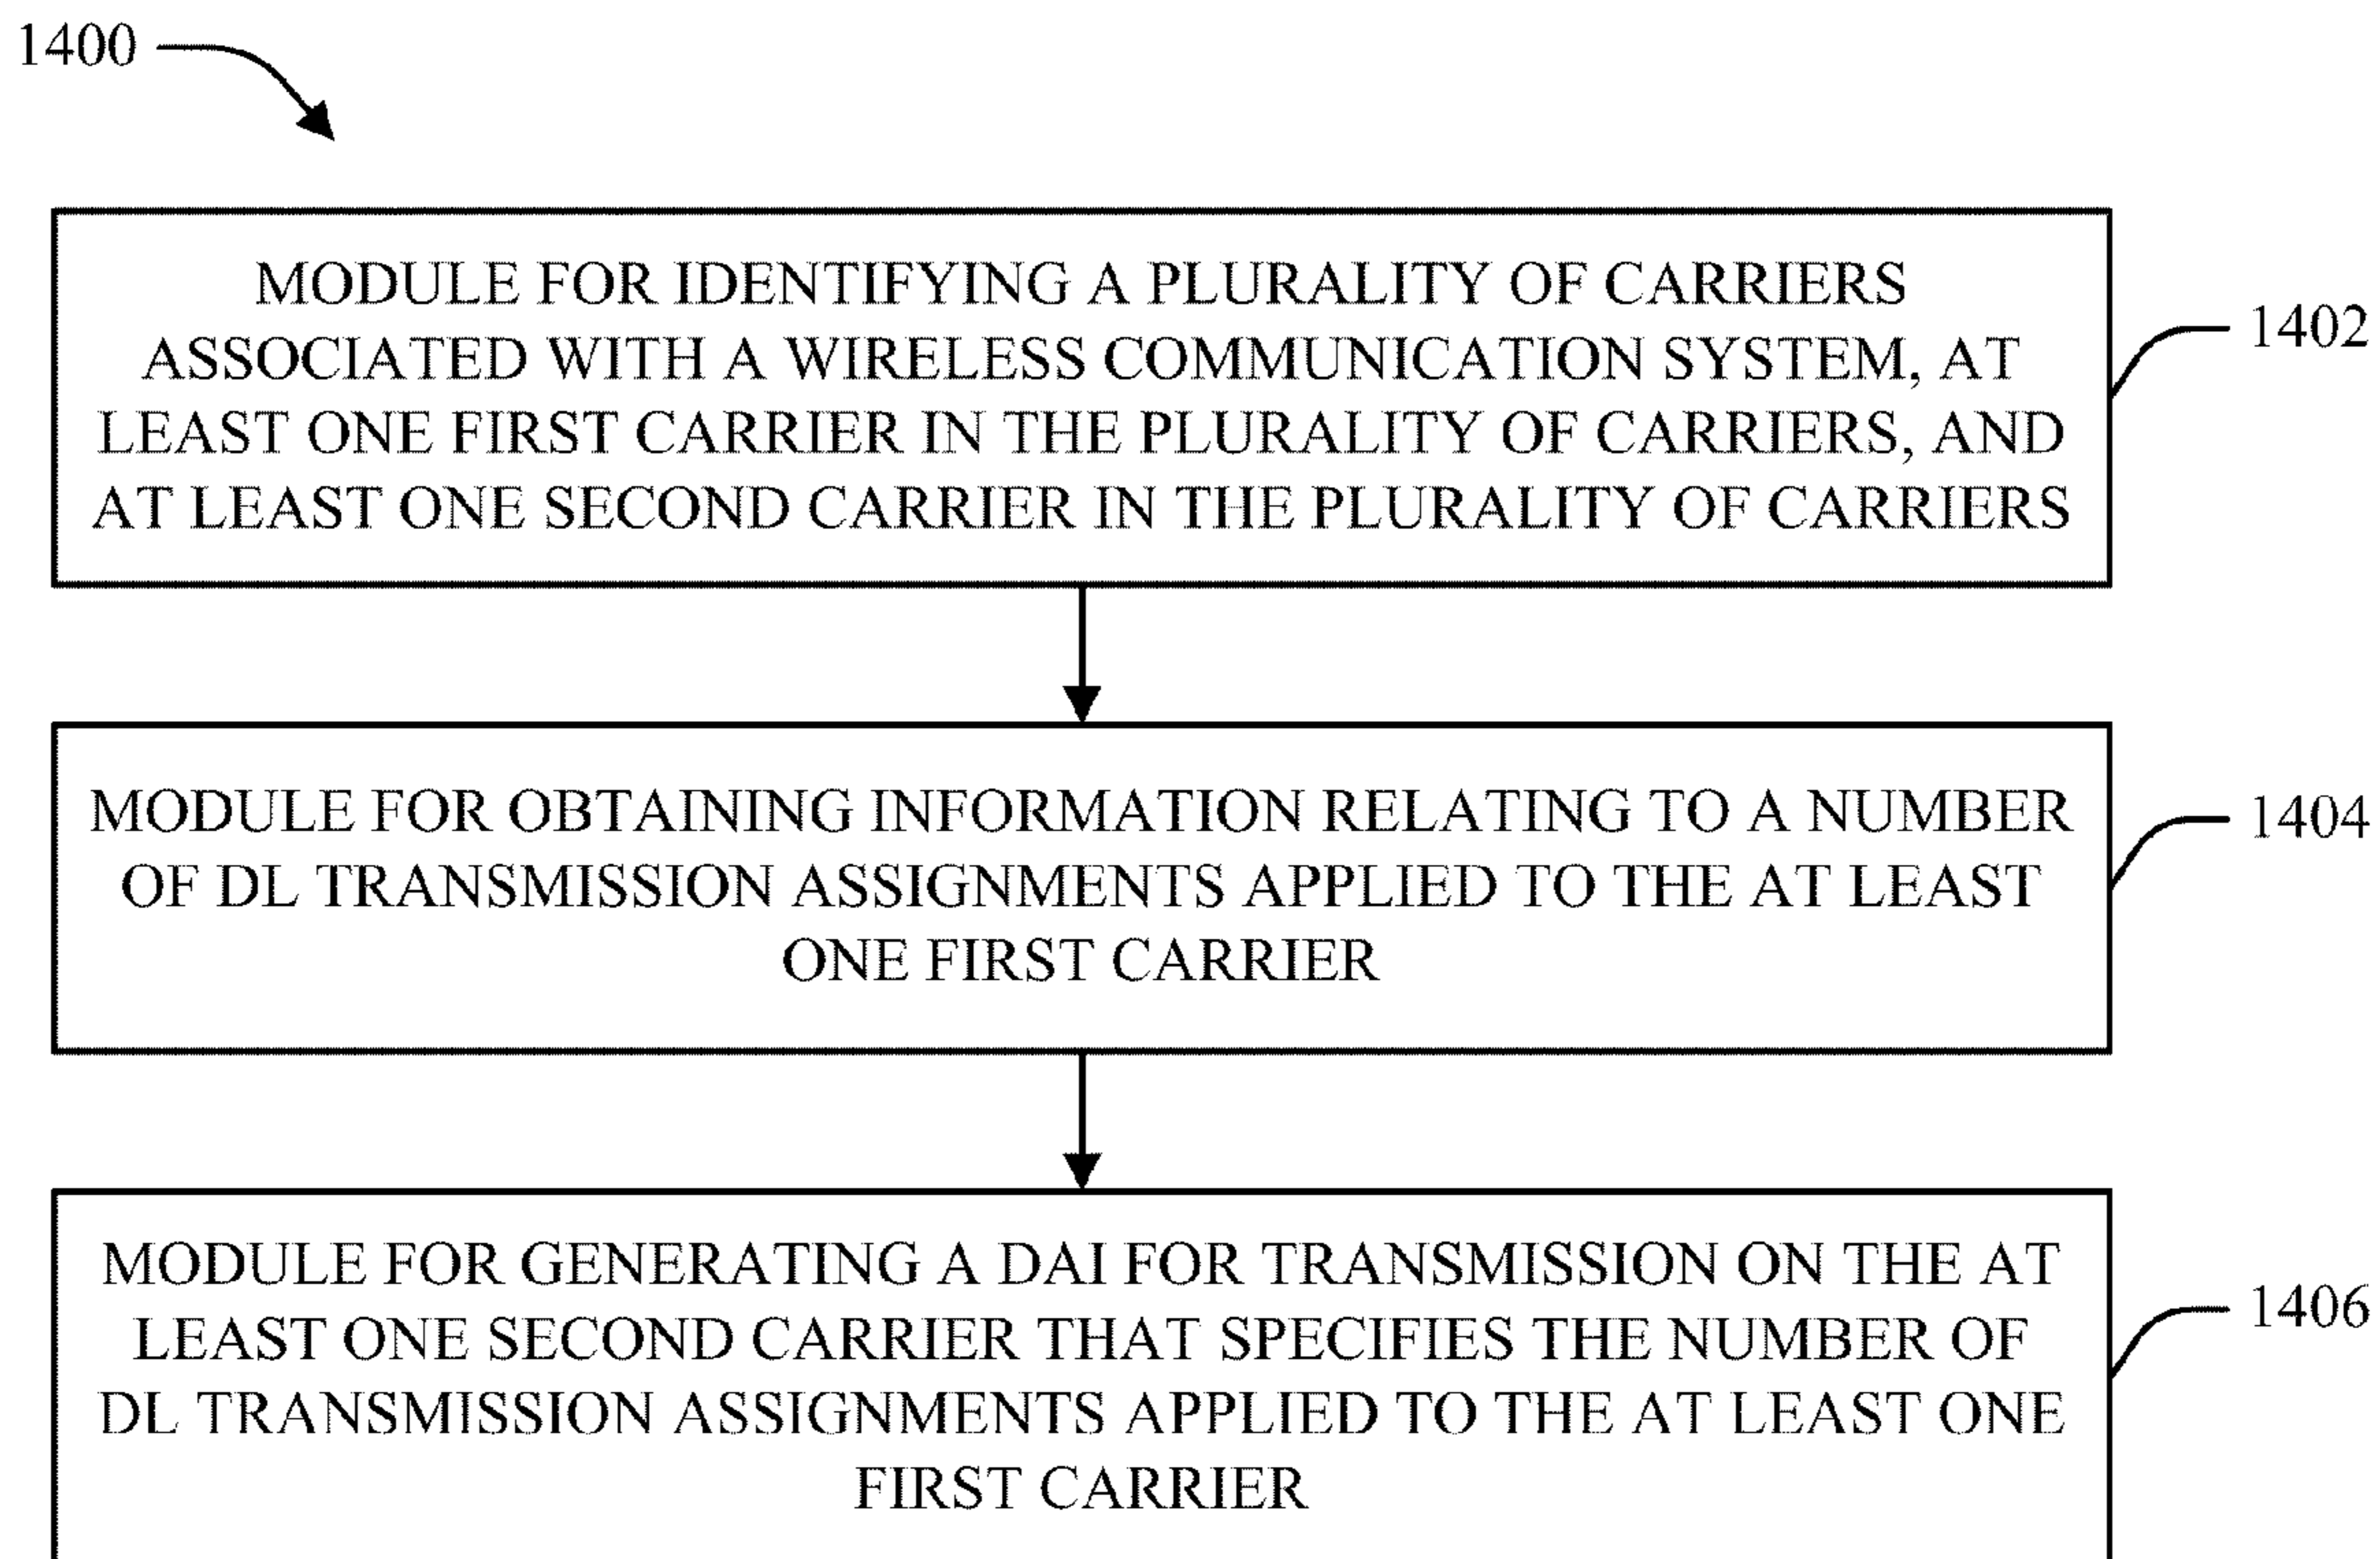 1400
MODULE FOR IDENTIFYING A PLURALITY OF CARRIERS
ASSOCIATED WITH A WIRELESS COMMUNICATION SYSTEM, AT
LEAST ONE FIRST CARRIER IN THE PLURALITY OF CARRIERS, AND
AT LEAST ONE SECOND CARRIER IN THE PLURALITY OF CARRIERS
1402
MODULE FOR OBTAINING INFORMATION RELATING TO A NUMBER
OF DL TRANSMISSION ASSIGNMENTS APPLIED TO THE AT LEAST
ONE FIRST CARRIER
1404
MODULE FOR GENERATING A DAI FOR TRANSMISSION ON THE AT
LEAST ONE SECOND CARRIER THAT SPECIFIES THE NUMBER OF
DL TRANSMISSION ASSIGNMENTS APPLIED TO THE AT LEAST ONE
FIRST CARRIER
1406